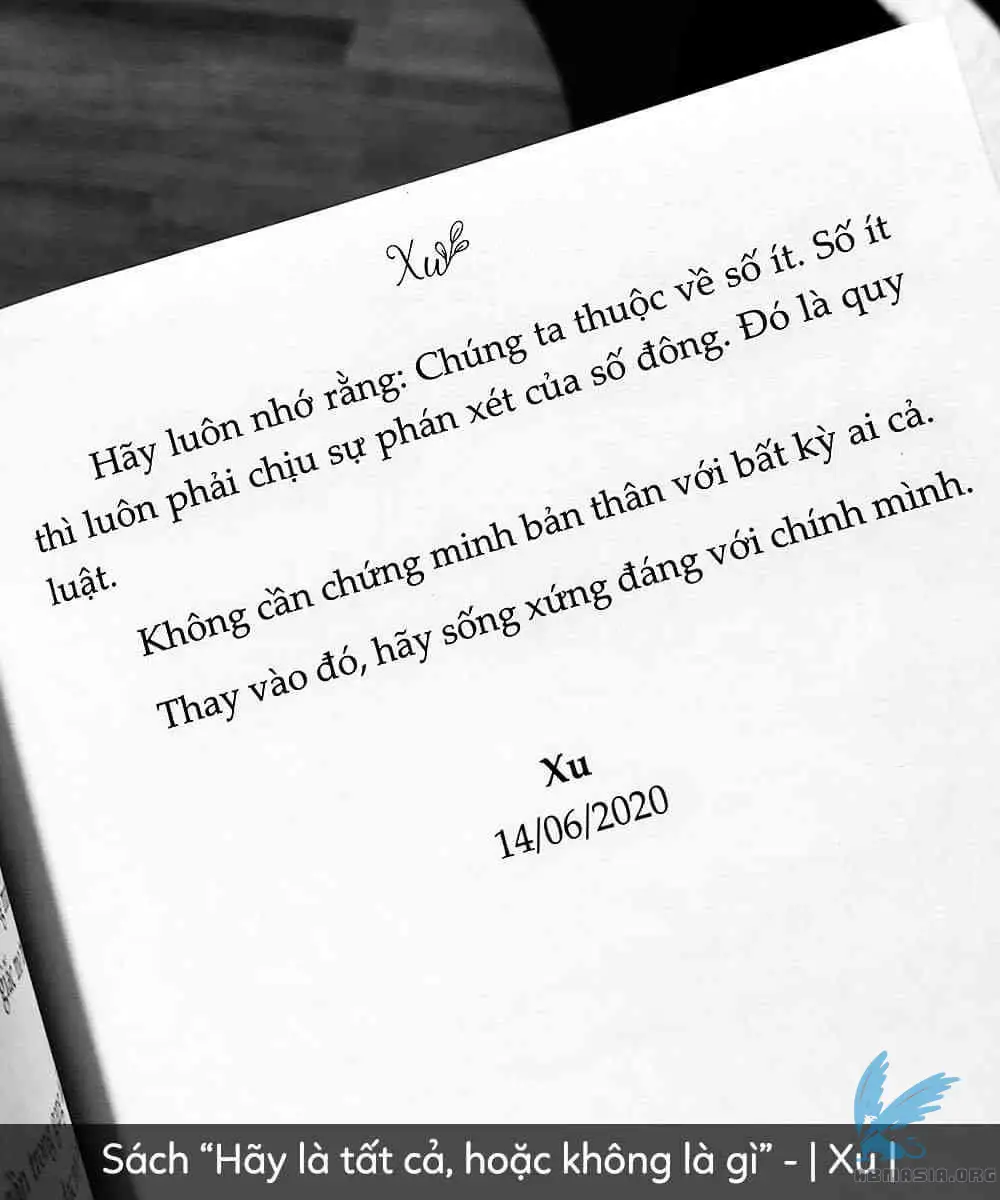 Xu
Hãy luôn nhớ rằng: Chúng ta thuộc về số ít. Số ít
thì luôn phải chịu sự phán xét của số đông. Đó là quy
luật.
Không cần chứng minh bản thân với bất kỳ ai cả.
Thay vào đó, hãy sống xứng đáng với chính mình.
Xu
14/06/2020
Sách “Hãy là tất cả, hoặc không là gì” - | Xu |
KBMASIA.ORG